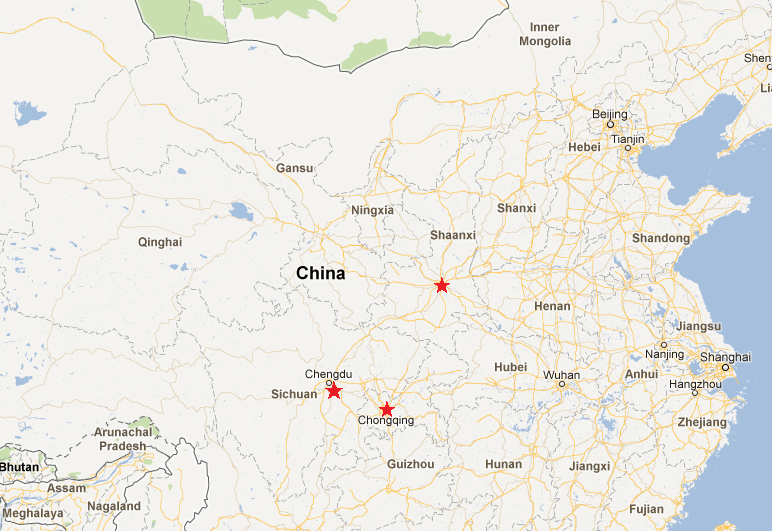 Inner
Mongolia
Shen
Lia
Beijing
Tianjin
Hebei
Gansu
Ningxia
Shanxi
Shaanxi
Shandong
Qinghai
China
Henan
Jiangsu
Nanjing
Shanghai
Hubei
Anhui
Wuhan
Hangzhou
Chengdu
Sichuan
Chongqing
Zhejiang
Arunachal
Pradesh
Guizhou
Hunan
Jiangxi
Bhutan
Assam
Nagaland
Meghalaya
Fujian